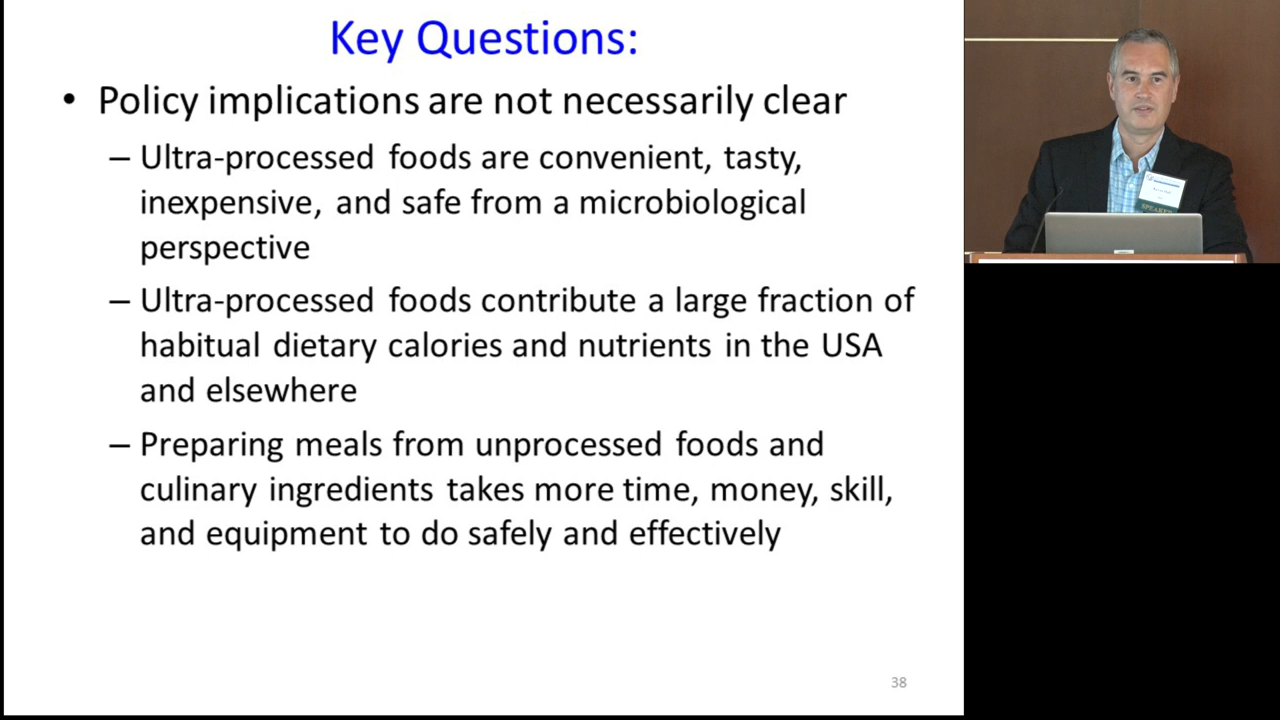 Key Questions:
• Policy implications are not necessarily clear
– Ultra-processed foods are convenient, tasty,
inexpensive, and safe from a microbiological
perspective
– Ultra-processed foods contribute a large fraction of
habitual dietary calories and nutrients in the USA
and elsewhere
– Preparing meals from unprocessed foods and
culinary ingredients takes more time, money, skill,
and equipment to do safely and effectively
38
SPEAKER